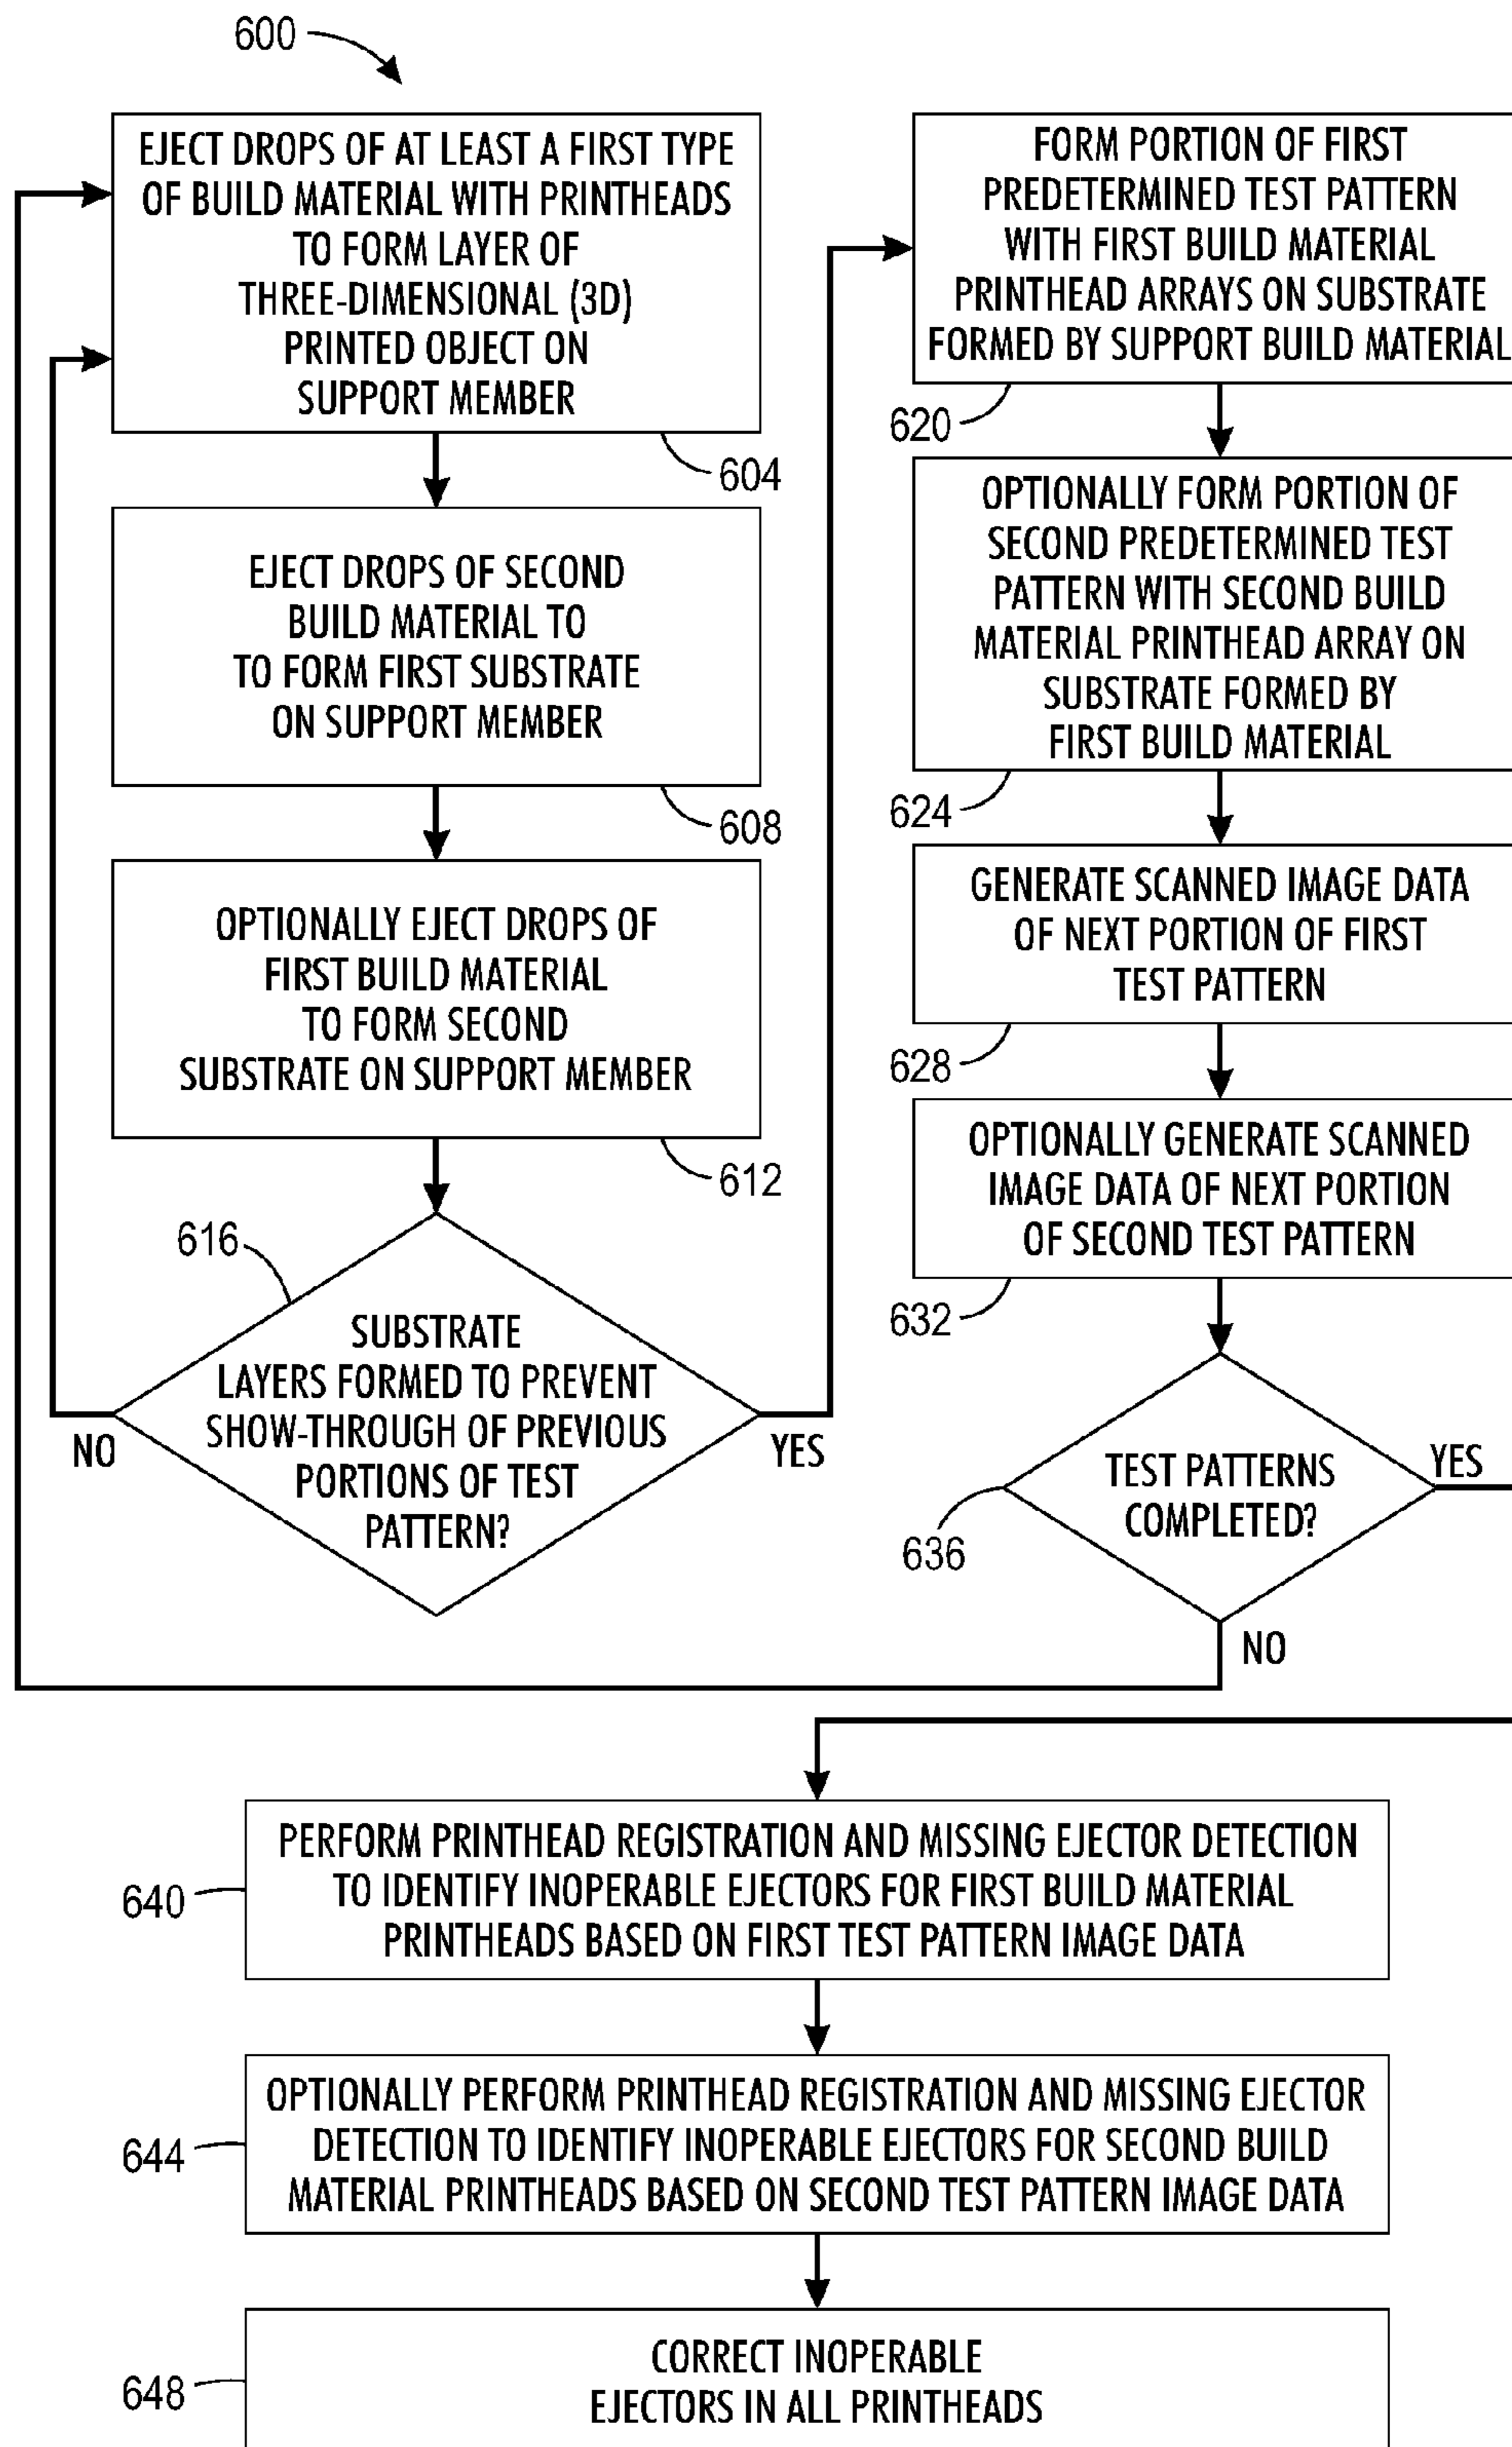 600
EJECT DROPS OF AT LEAST A FIRST TYPE
OF BUILD MATERIAL WITH PRINTHEADS
TO FORM LAYER OF
THREE-DIMENSIONAL (3D)
PRINTED OBJECT ON
SUPPORT MEMBER
604
EJECT DROPS OF SECOND
BUILD MATERIAL TO
TO FORM FIRST SUBSTRATE
ON SUPPORT MEMBER
608
OPTIONALLY EJECT DROPS OF
FIRST BUILD MATERIAL
TO FORM SECOND
SUBSTRATE ON SUPPORT MEMBER
612
616
SUBSTRATE
LAYERS FORMED TO PREVENT
SHOW-THROUGH OF PREVIOUS
PORTIONS OF TEST
PATTERN?
NO
YES
FORM PORTION OF FIRST
PREDETERMINED TEST PATTERN
WITH FIRST BUILD MATERIAL
PRINTHEAD ARRAYS ON SUBSTRATE
FORMED BY SUPPORT BUILD MATERIAL
620
OPTIONALLY FORM PORTION OF
SECOND PREDETERMINED TEST
PATTERN WITH SECOND BUILD
MATERIAL PRINTHEAD ARRAY ON
SUBSTRATE FORMED BY
FIRST BUILD MATERIAL
624
GENERATE SCANNED IMAGE DATA
OF NEXT PORTION OF FIRST
TEST PATTERN
628
OPTIONALLY GENERATE SCANNED
IMAGE DATA OF NEXT PORTION
OF SECOND TEST PATTERN
632
TEST PATTERNS
COMPLETED?
YES
636
NO
PERFORM PRINTHEAD REGISTRATION AND MISSING EJECTOR DETECTION
TO IDENTIFY INOPERABLE EJECTORS FOR FIRST BUILD MATERIAL
PRINTHEADS BASED ON FIRST TEST PATTERN IMAGE DATA
640
OPTIONALLY PERFORM PRINTHEAD REGISTRATION AND MISSING EJECTOR
DETECTION TO IDENTIFY INOPERABLE EJECTORS FOR SECOND BUILD
MATERIAL PRINTHEADS BASED ON SECOND TEST PATTERN IMAGE DATA
644
CORRECT INOPERABLE
EJECTORS IN ALL PRINTHEADS
648